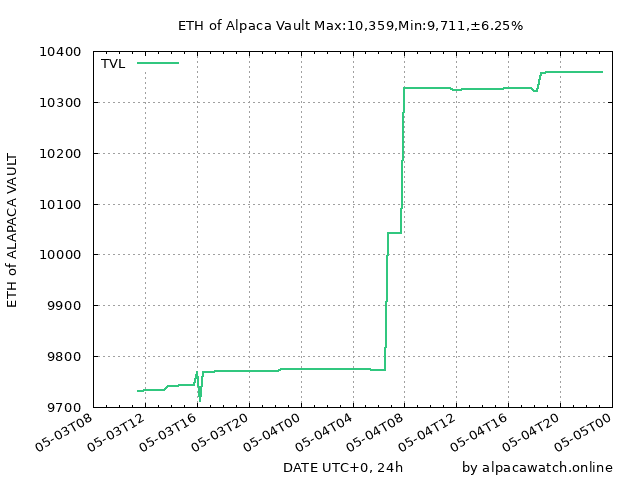 ETH of Alpaca Vault Max:10,359,Min:9,711,±6.25%
TVL
10400
10300
10200
10100
10000
9900
9800
9700
ETH of ALAPACA VAULT
05-03T08
05-03T12
05-03T16
05-03T20
05-04T00
05-04T04
05-04T08
05-04T12
05-04T16
05-04T20
05-05T00
DATE UTC+0, 24h
by alpacawatch.online